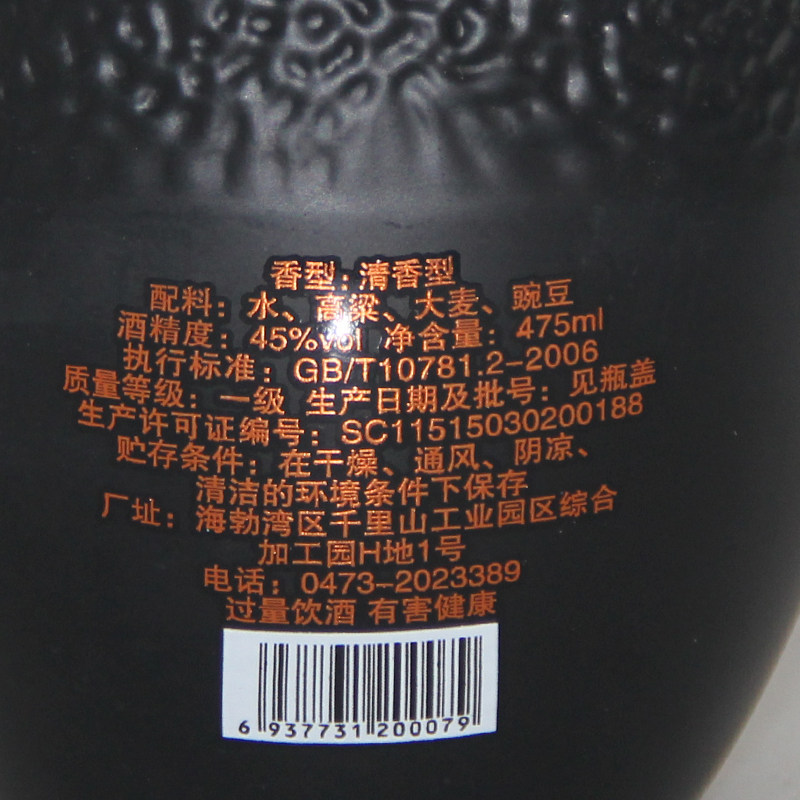 香型：清香型
配料：水、高粱、大麦、豌豆
酒精度：45%vol 净含量：475ml
执行标准：GB/T10781.2-2006
质量等级：一级 生产日期及批号：见瓶盖
生产许可证编号：SC11515030200188
贮存条件：在干燥、通风、阴凉、
清洁的环境条件下保存
厂址：海勃湾区千里山工业园区综合
加工园H地1号
电话：0473-2023389
过量饮酒 有害健康
6 937731 200079